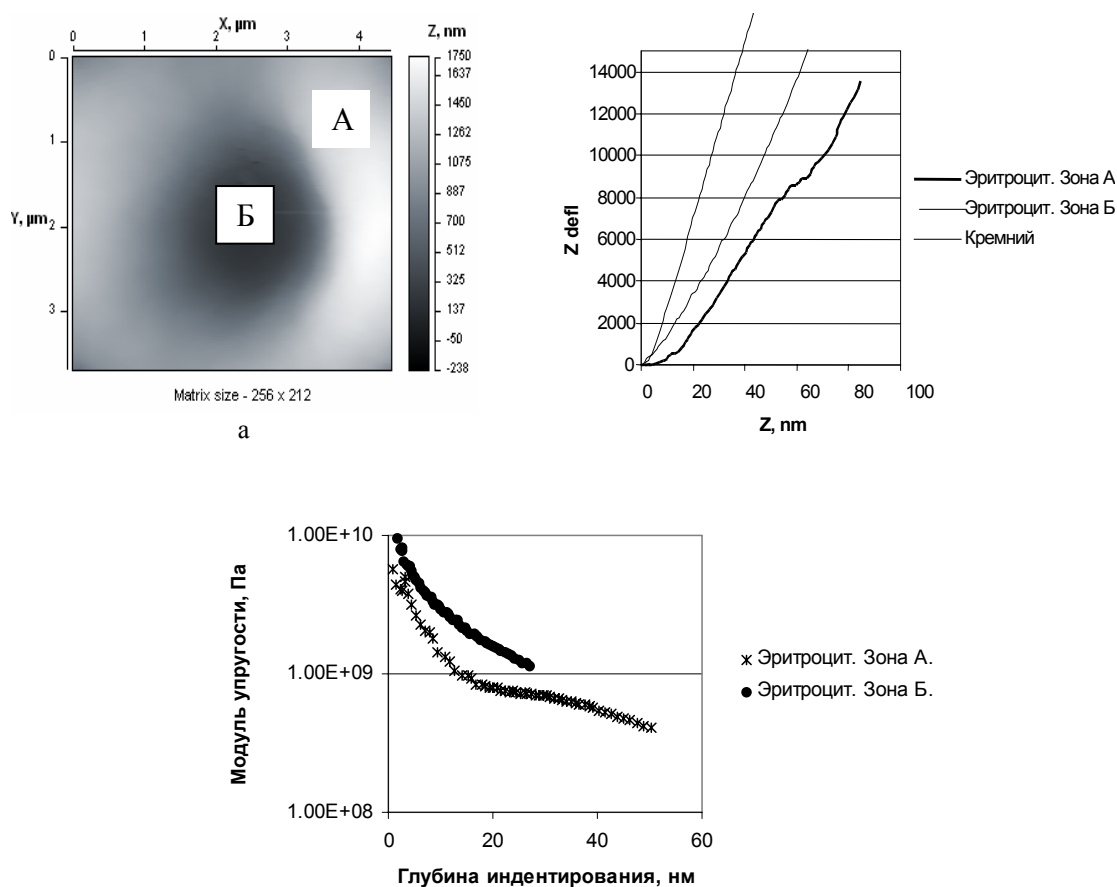 X, µm
Z, nm
0 1 2 3 4
Y, µm
0
1
2
3
1750
1637
1450
1262
1075
887
700
512
325
137
-50
-238
А
Б
Matrix size - 256 x 212
а
Z defl
14000
12000
10000
8000
6000
4000
2000
0
0 20 40 60 80 100
Z, nm
Эритроцит. Зона А
Эритроцит. Зона Б
Кремний
Модуль упругости, Па
1.00E+10
1.00E+09
1.00E+08
0 20 40 60
Глубина индентирования, нм
Эритроцит. Зона А.
Эритроцит. Зона Б.